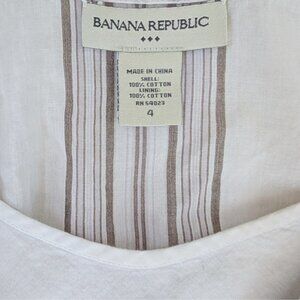 BANANA REPUBLIC
MADE IN CHINA
SHELL:
100% COTTON
LINING:
100% COTTON
RN 54023
4